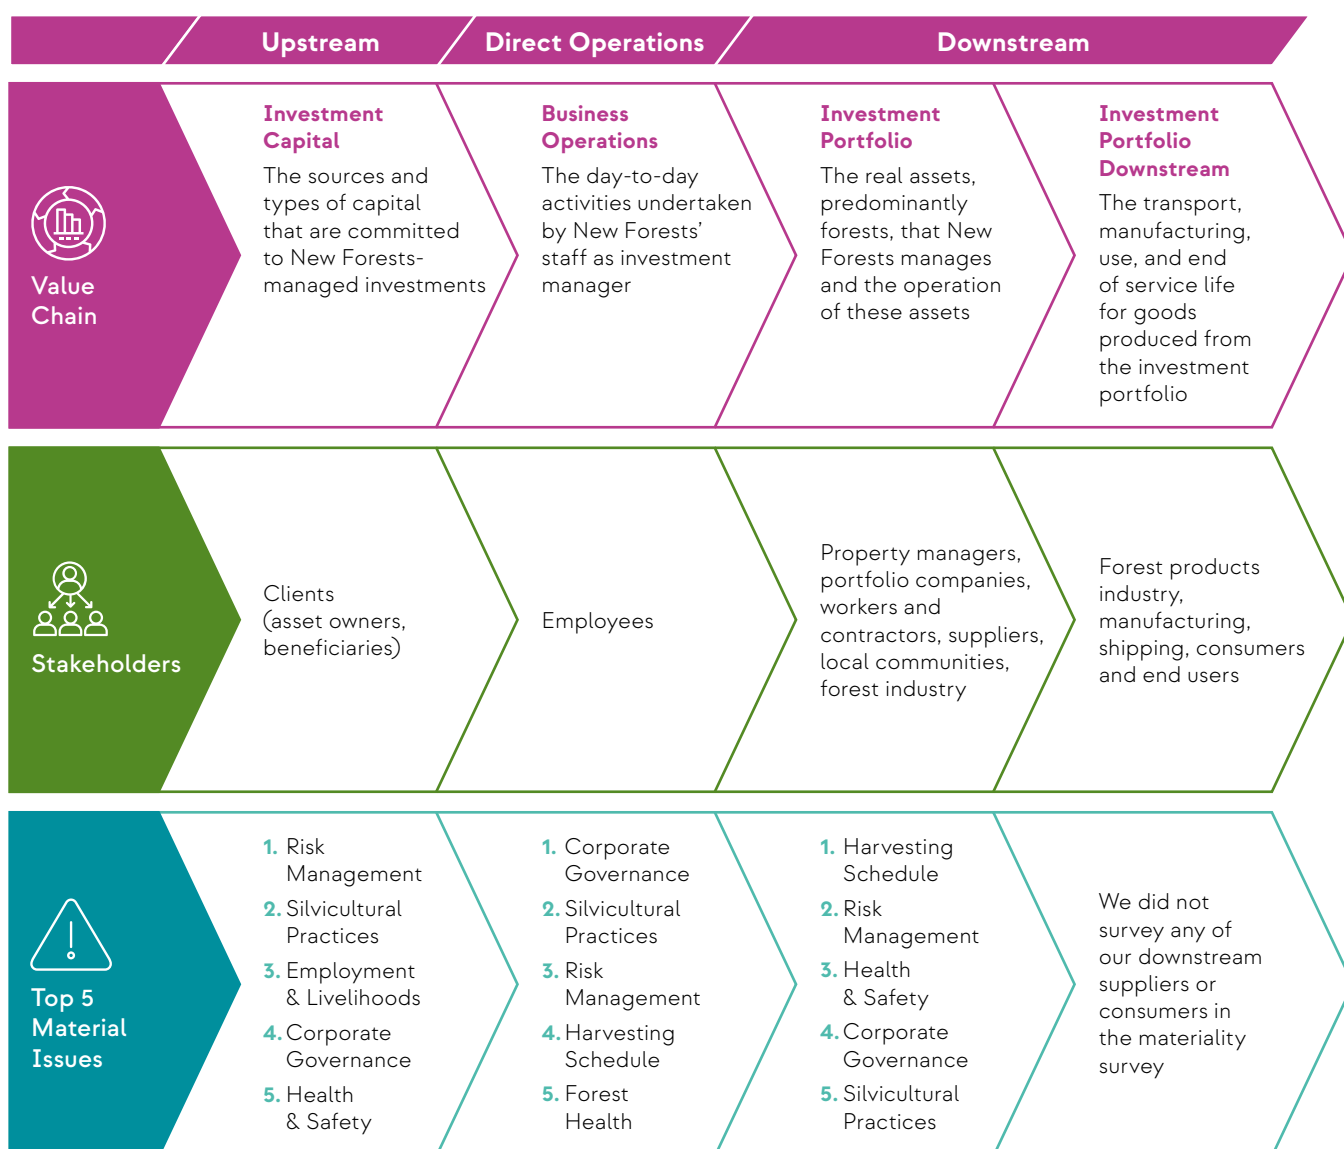 Upstream
Direct Operations
Downstream
Value
Chain
Investment
Capital
The sources and
types of capital
that are committed
to New Forests-
managed investments
Business
Operations
The day-to-day
activities undertaken
by New Forests’
staff as investment
manager
Investment
Portfolio
The real assets,
predominantly
forests, that New
Forests manages
and the operation
of these assets
Investment
Portfolio
Downstream
The transport,
manufacturing,
use, and end
of service life
for goods
produced from
the investment
portfolio
Stakeholders
Clients
(asset owners,
beneficiaries)
Employees
Property managers,
portfolio companies,
workers and
contractors, suppliers,
local communities,
forest industry
Forest products
industry,
manufacturing,
shipping, consumers
and end users
Top 5
Material
Issues
1. Risk
Management
2. Silvicultural
Practices
3. Employment
& Livelihoods
4. Corporate
Governance
5. Health
& Safety
1. Corporate
Governance
2. Silvicultural
Practices
3. Risk
Management
4. Harvesting
Schedule
5. Forest
Health
1. Harvesting
Schedule
2. Risk
Management
3. Health
& Safety
4. Corporate
Governance
5. Silvicultural
Practices
We did not
survey any of
our downstream
suppliers or
consumers in
the materiality
survey